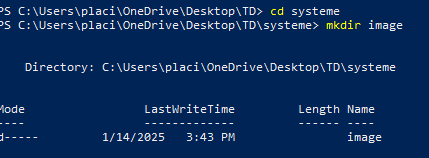 PS C:\Users\placi\OneDrive\Desktop\TD> cd systeme
PS C:\Users\placi\OneDrive\Desktop\TD\systeme> mkdir image
Directory: C:\Users\placi\OneDrive\Desktop\TD\systeme
Mode LastWriteTime Length Name
---- ------------- ------ ----
d----- 1/14/2025 3:43 PM image